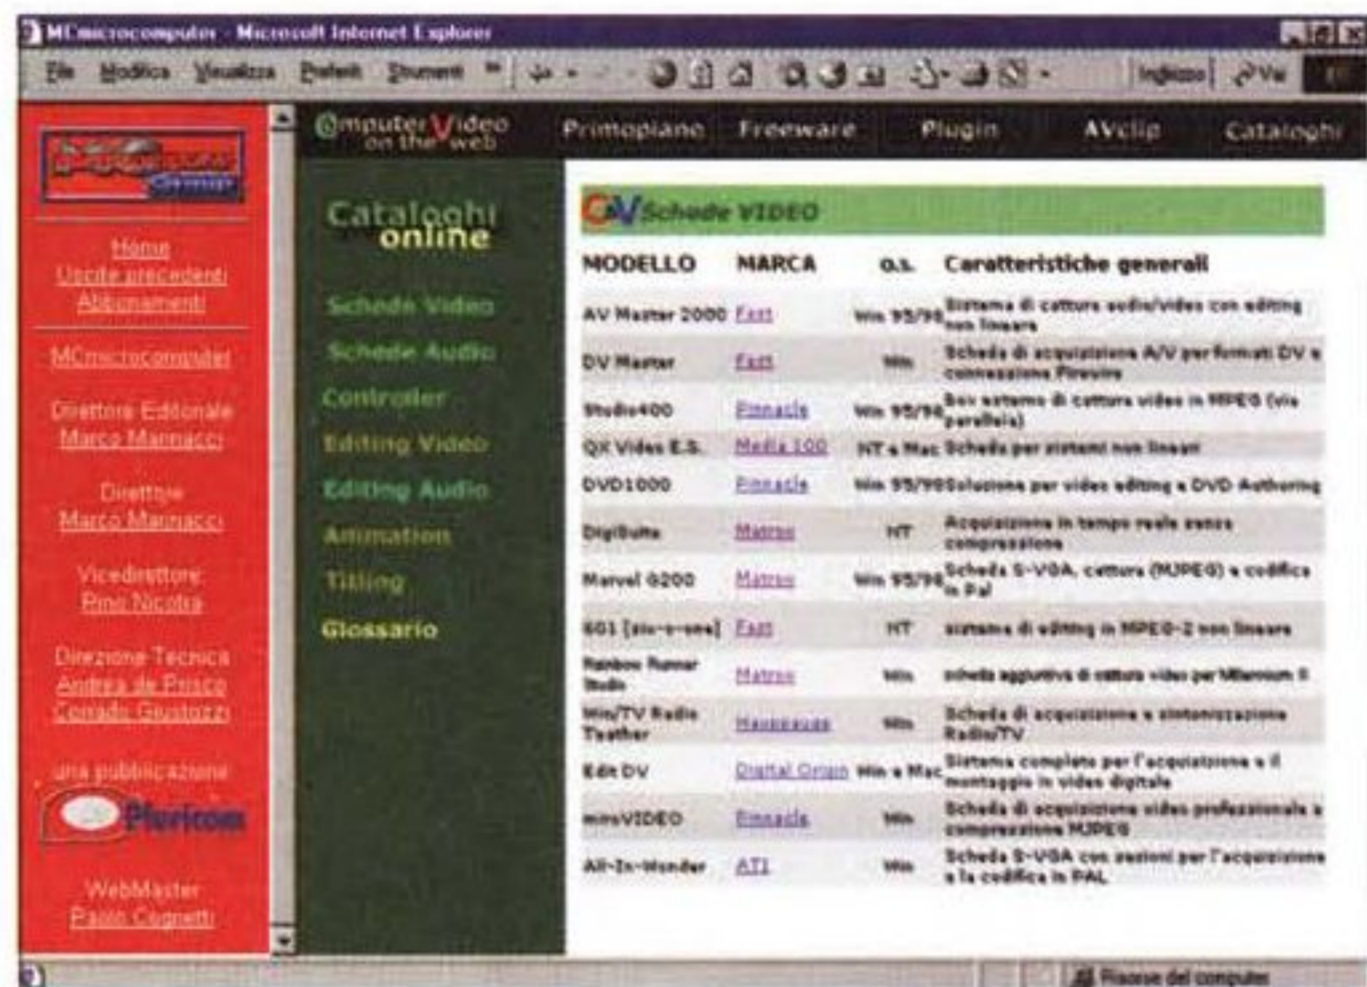 MCmicrocomputer - Microsoft Internet Explorer
File Modifica Visualizza Preferiti Strumenti Indirizzo Vai
Computer Video
on the web
Primopiano Freeware Plugin AVclip Cataloghi
Home
Uscite precedenti
Abbonamenti
MCmicrocomputer
Direttore Editoriale
Marco Marinacci
Direttore
Marco Marinacci
Vicedirettore
Pino Nicotra
Direzione Tecnica
Andrea de Prisco
Corrado Giustozzi
una pubblicazione
Pluricom
WebMaster
Paolo Cognetti
Cataloghi
online
Schede Video
Schede Audio
Controller
Editing Video
Editing Audio
Animation
Titling
Glossario
C&V Schede VIDEO
MODELLO MARCA O.S. Caratteristiche generali
AV Master 2000 Fast Win 95/98 Sistema di cattura audio/video con editing
non lineare
DV Master Fast Win Scheda di acquisizione A/V per formati DV e
connessione Firewire
Studio400 Pinnacle Win 95/98 Box esterno di cattura video in MPEG (via
parallela)
QX Video E.S. Media 100 NT e Mac Scheda per sistemi non lineari
DVD1000 Pinnacle Win 95/98 Soluzione per video editing e DVD Authoring
DigiSuite Matrox NT Acquisizione in tempo reale senza
compressione
Marvel G200 Matrox Win 95/98 Scheda S-VGA, cattura (MJPEG) e codifica
in Pal
601 [six-o-one] Fast NT sistema di editing in MPEG-2 non lineare
Rainbow Runner
Studio Matrox Win scheda aggiuntiva di cattura video per Millennium II
Win/TV Radio
Teather Hauppauge Win Scheda di acquisizione e sintonizzazione
Radio/TV
Edit DV Digital Origin Win e Mac Sistema completo per l'acquisizione e il
montaggio in video digitale
miroVIDEO Pinnacle Win Scheda di acquisizione video professionale a
compressione MJPEG
All-In-Wonder ATI Win Scheda S-VGA con sezioni per l'acquisizione
e la codifica in PAL
Risorse del computer